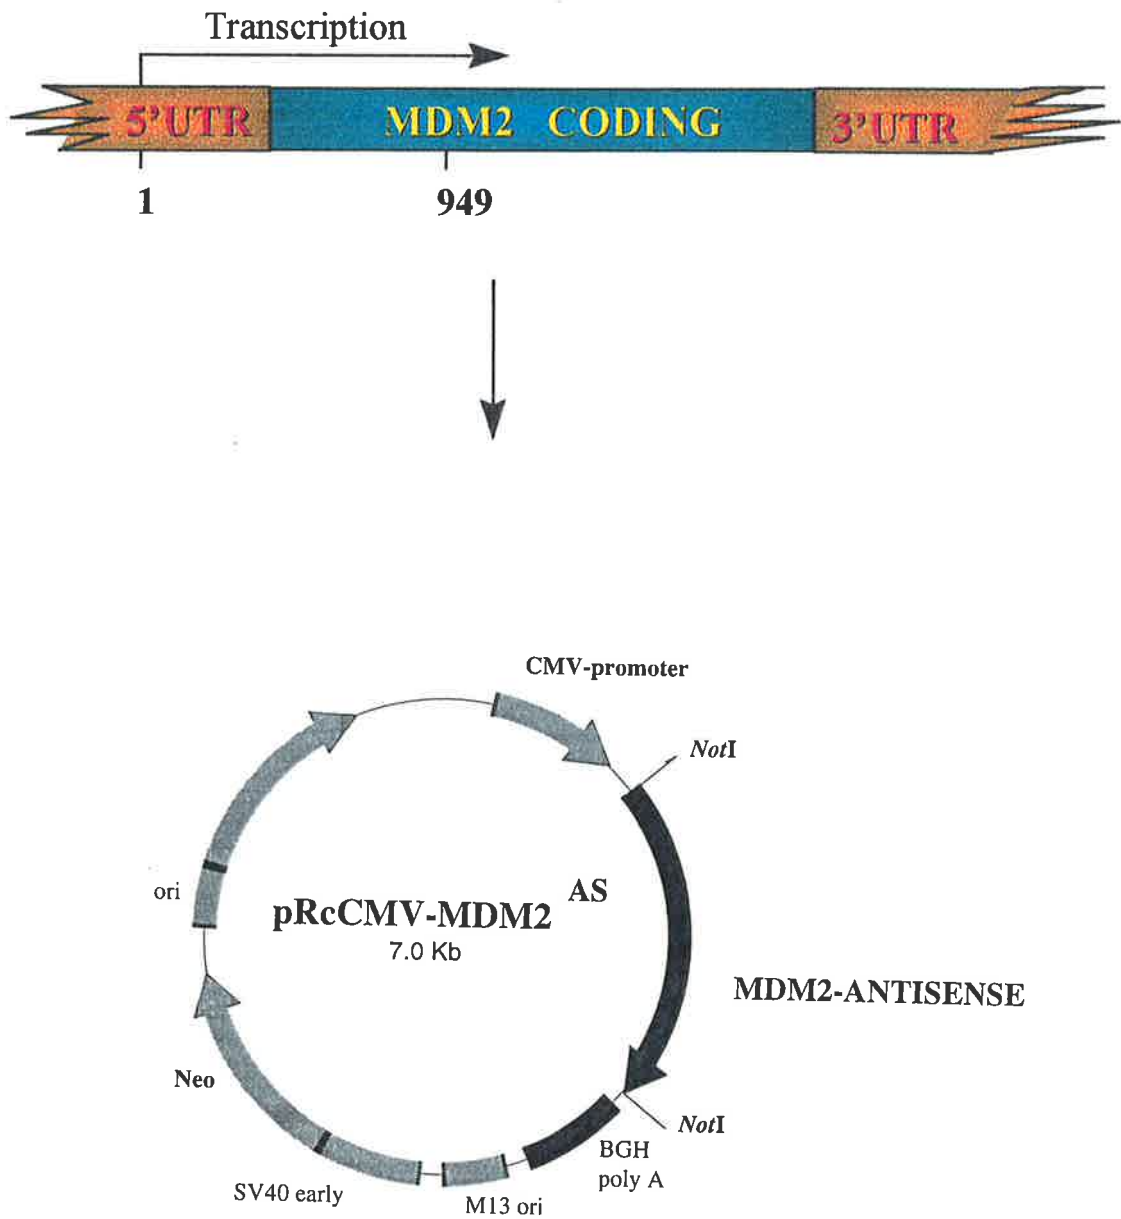 Transcription
5'UTR MDM2 CODING 3'UTR
1 949
CMV-promoter
NotI
ori
pRcCMV-MDM2 AS
7.0 Kb
MDM2-ANTISENSE
Neo
NotI
BGH
poly A
SV40 early
M13 ori